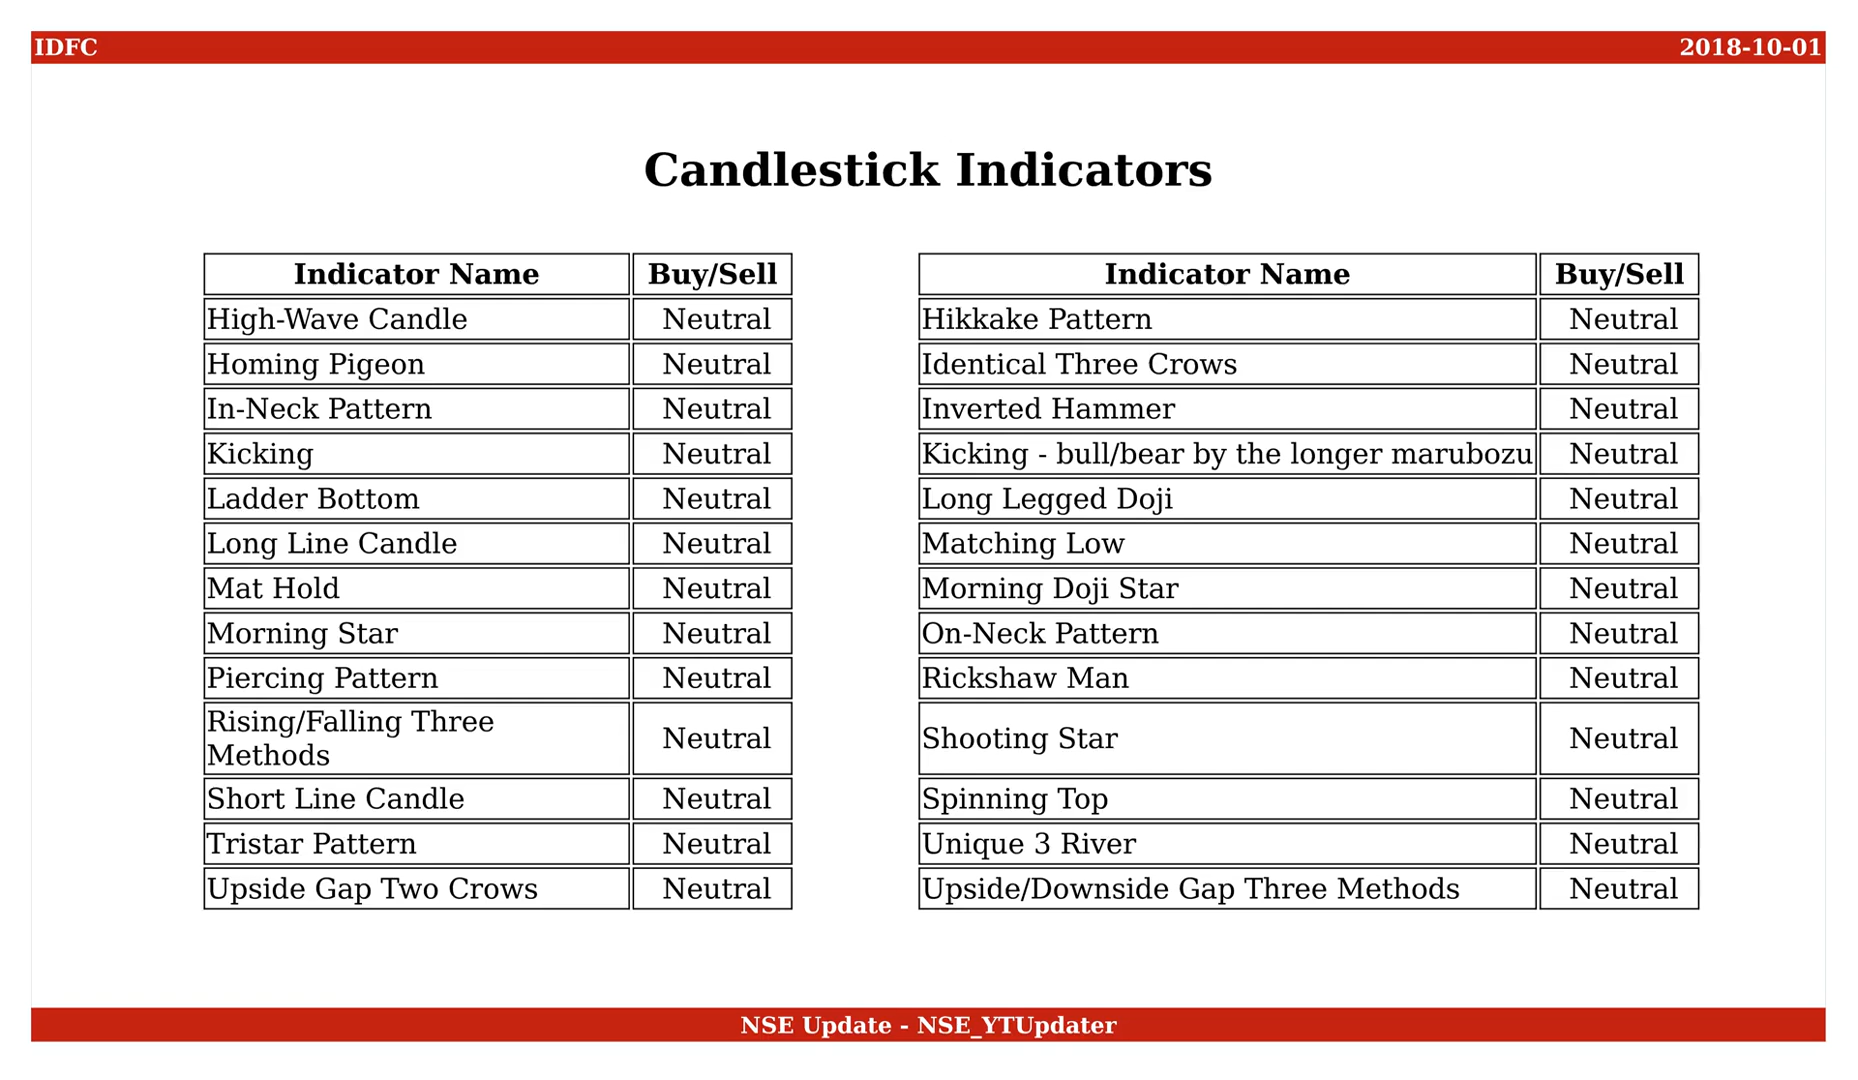 IDFC 2018-10-01
Candlestick Indicators
Indicator Name Buy/Sell Indicator Name Buy/Sell
High-Wave Candle Neutral Hikkake Pattern Neutral
Homing Pigeon Neutral Identical Three Crows Neutral
In-Neck Pattern Neutral Inverted Hammer Neutral
Kicking Neutral Kicking - bull/bear by the longer marubozu Neutral
Ladder Bottom Neutral Long Legged Doji Neutral
Long Line Candle Neutral Matching Low Neutral
Mat Hold Neutral Morning Doji Star Neutral
Morning Star Neutral On-Neck Pattern Neutral
Piercing Pattern Neutral Rickshaw Man Neutral
Rising/Falling Three
Methods Neutral Shooting Star Neutral
Short Line Candle Neutral Spinning Top Neutral
Tristar Pattern Neutral Unique 3 River Neutral
Upside Gap Two Crows Neutral Upside/Downside Gap Three Methods Neutral
NSE Update - NSE_YTUpdater